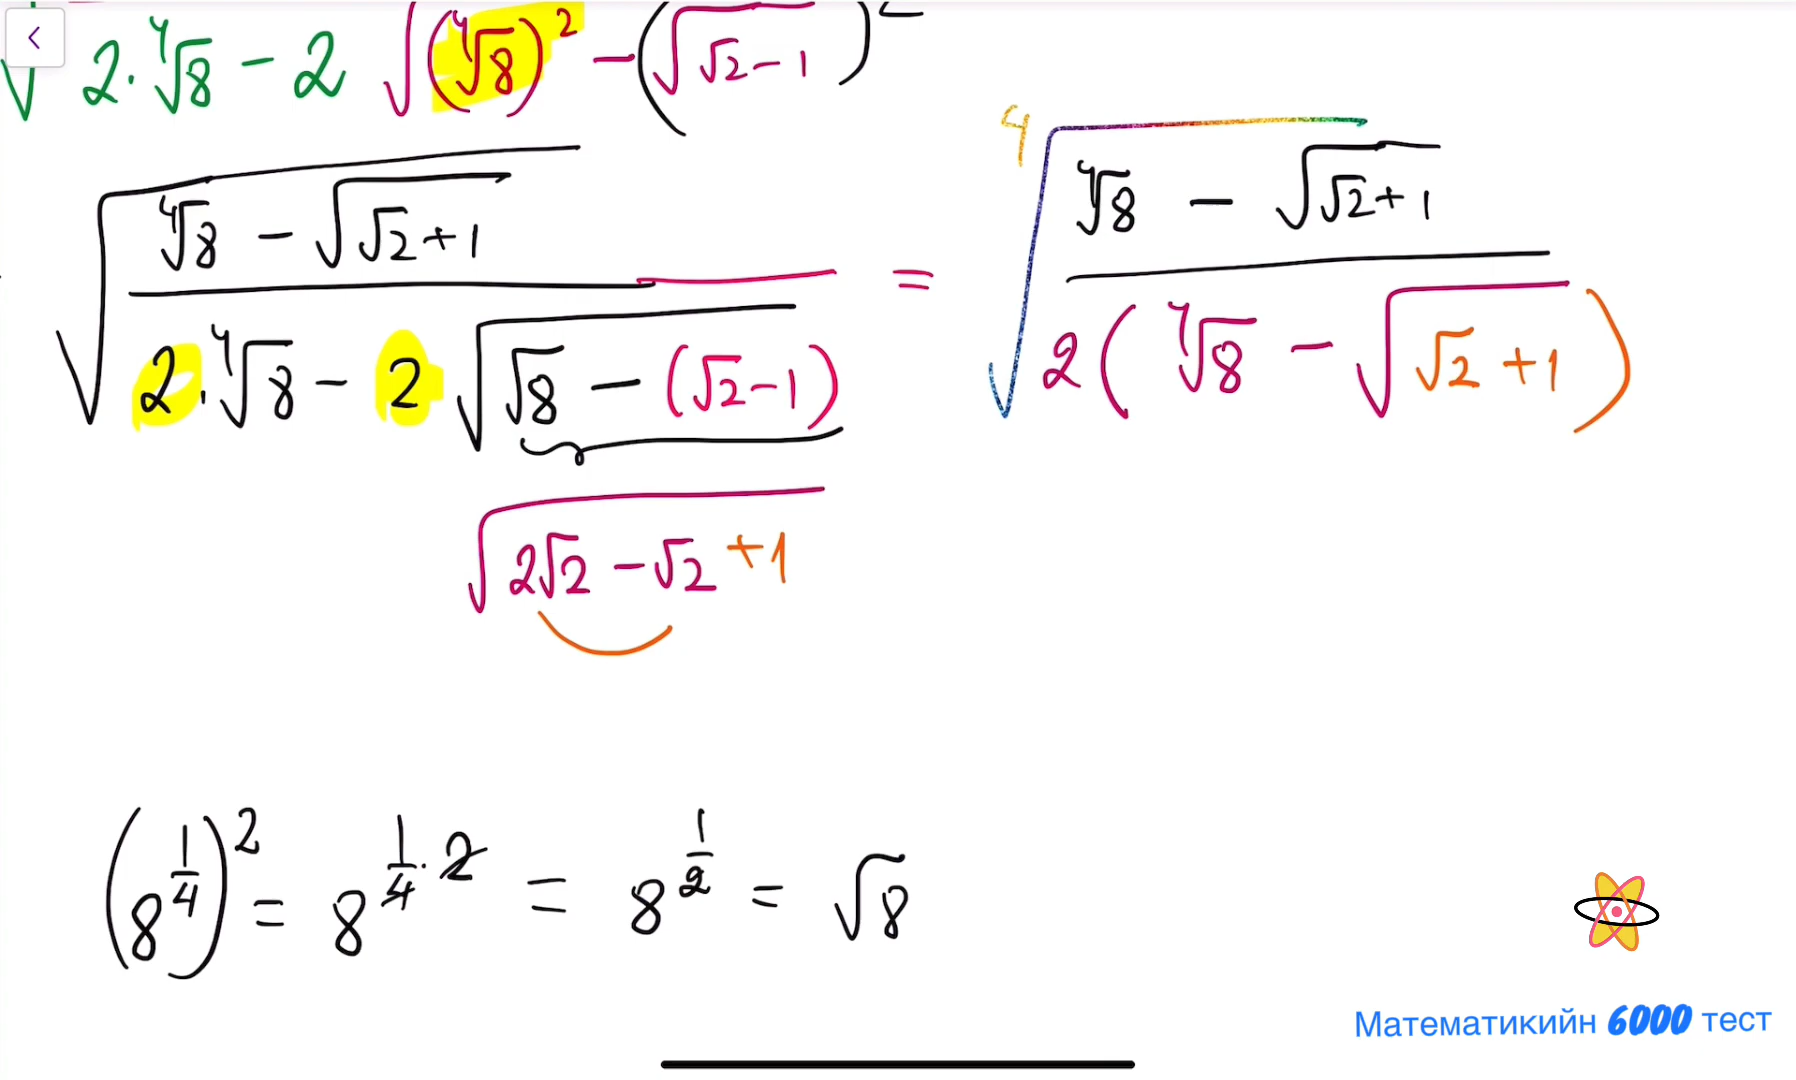 √ 2·⁴√8 − 2 √((⁴√8)² − (√(√2−1))²
√((⁴√8 − √(√2+1)) / (2·⁴√8 − 2√(√8 − (√2−1)))) = ⁴√((⁴√8 − √(√2+1)) / (2(⁴√8 − √(√2+1))))
√(2√2 − √2 + 1)
(8^(1/4))² = 8^(1/4·2) = 8^(1/2) = √8
Математикийн 6000 тест